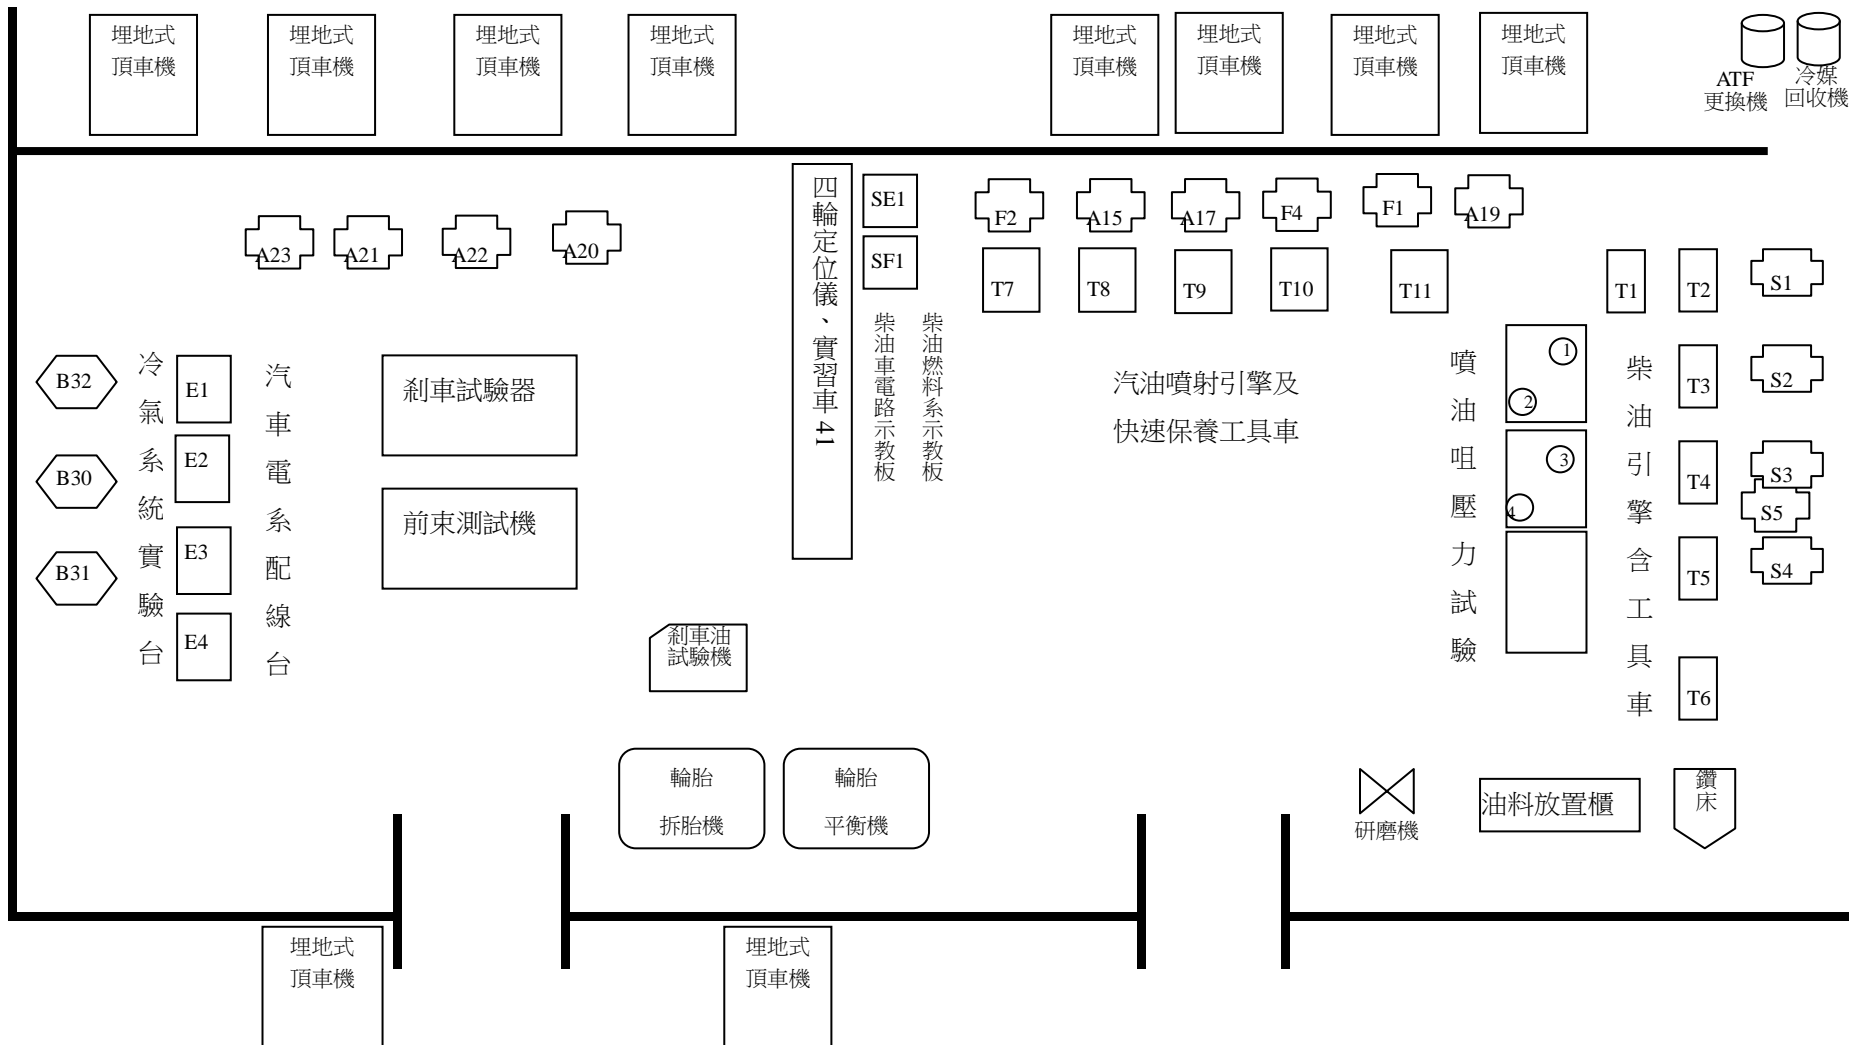 埋地式
頂車機
埋地式
頂車機
埋地式
頂車機
埋地式
頂車機
埋地式
頂車機
埋地式
頂車機
埋地式
頂車機
埋地式
頂車機
ATF
更換機
冷媒
回收機
A23
A21
A22
A20
四輪定位儀、實習車 41
SE1
SF1
柴油車電路示教板
柴油燃料系示教板
F2
A15
A17
F4
F1
A19
T7
T8
T9
T10
T11
T1
T2
S1
B32
B30
B31
冷氣系統實驗台
E1
E2
E3
E4
汽車電系配線台
剎車試驗器
前束測試機
汽油噴射引擎及
快速保養工具車
噴油咀壓力試驗
1
2
3
4
柴油引擎含工具車
T3
T4
T5
T6
S2
S3
S5
S4
剎車油
試驗機
輪胎
拆胎機
輪胎
平衡機
研磨機
油料放置櫃
鑽床
埋地式
頂車機
埋地式
頂車機